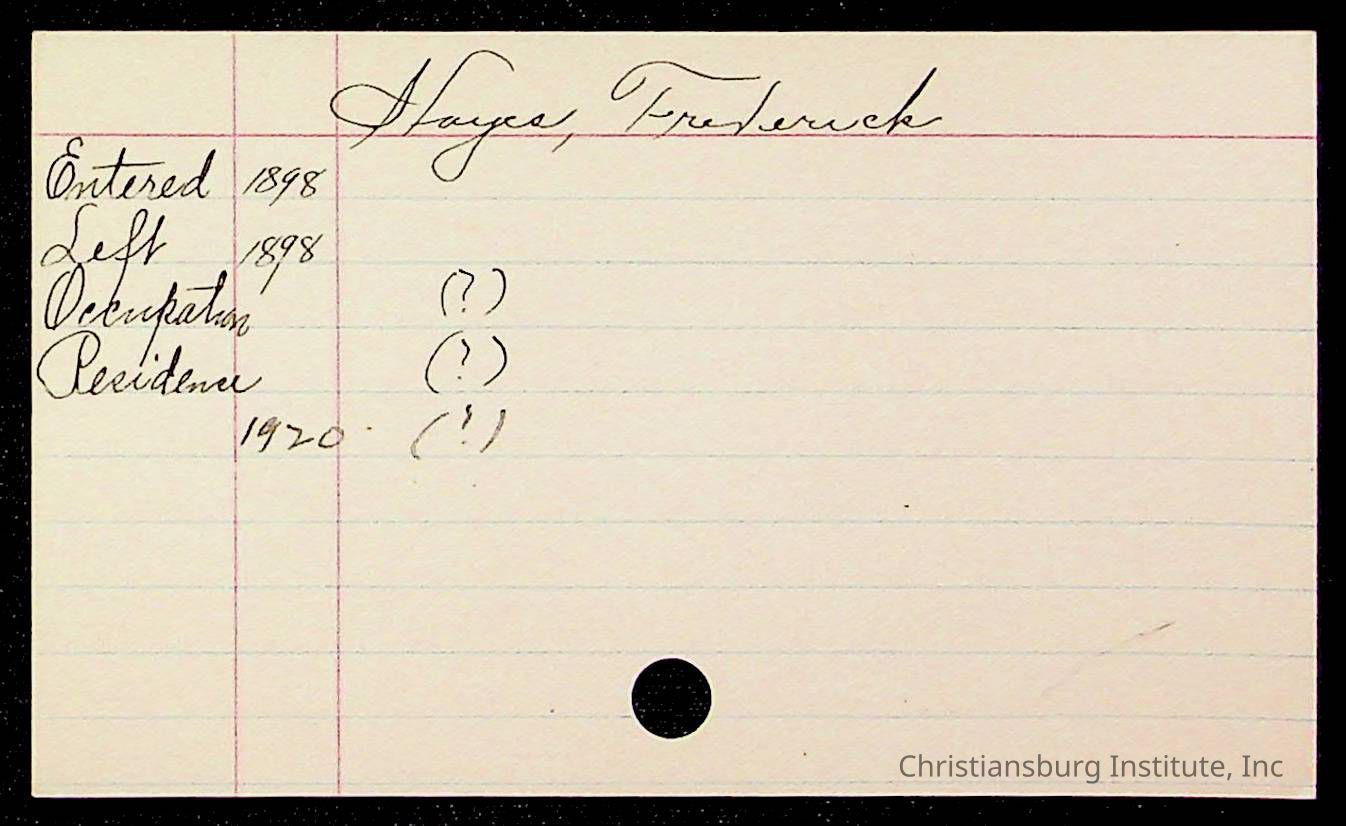 Hayes, Frederick
Entered 1898
Left 1898
Occupation (?)
Residence (?)
1920 (?)
Christiansburg Institute, Inc